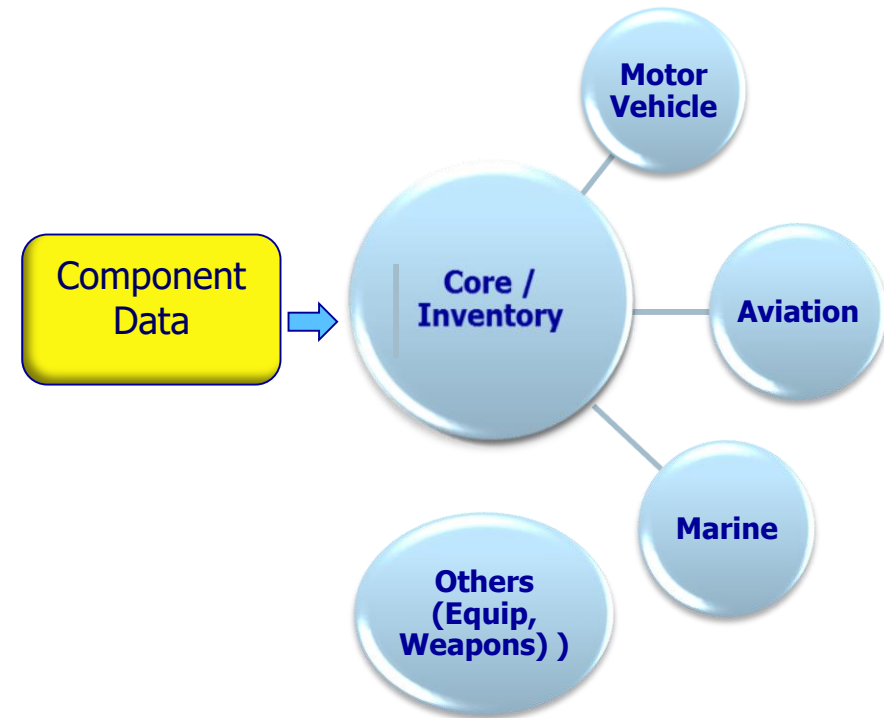 Motor
Vehicle
Component
Data
Core /
Inventory
Aviation
Marine
Others
(Equip,
Weapons) )